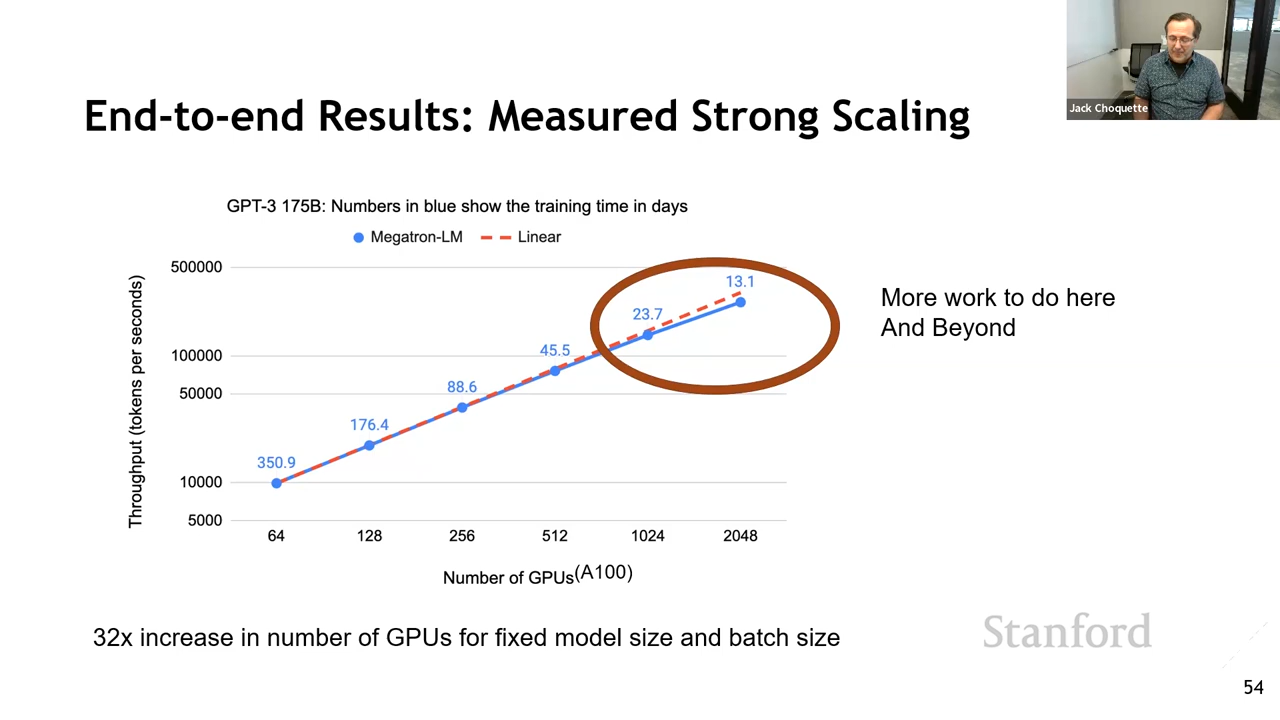 Jack Choquette
End-to-end Results: Measured Strong Scaling
GPT-3 175B: Numbers in blue show the training time in days
Megatron-LM
Linear
Throughput (tokens per seconds)
500000
100000
50000
10000
5000
350.9
176.4
88.6
45.5
23.7
13.1
64
128
256
512
1024
2048
Number of GPUs(A100)
More work to do here
And Beyond
32x increase in number of GPUs for fixed model size and batch size
Stanford
54